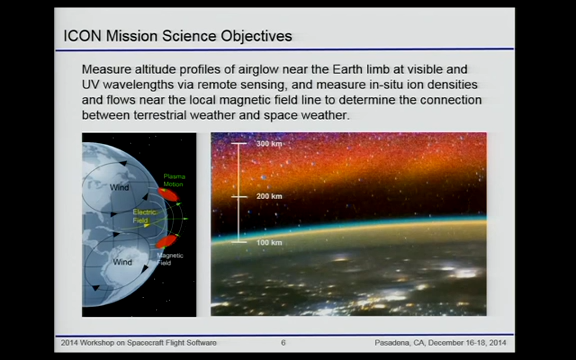 ICON Mission Science Objectives
Measure altitude profiles of airglow near the Earth limb at visible and
UV wavelengths via remote sensing, and measure in-situ ion densities
and flows near the local magnetic field line to determine the connection
between terrestrial weather and space weather.
Plasma
Motion
Wind
Electric
Field
Magnetic
Field
Wind
300 km
200 km
100 km
2014 Workshop on Spacecraft Flight Software
6
Pasadena, CA, December 16-18, 2014